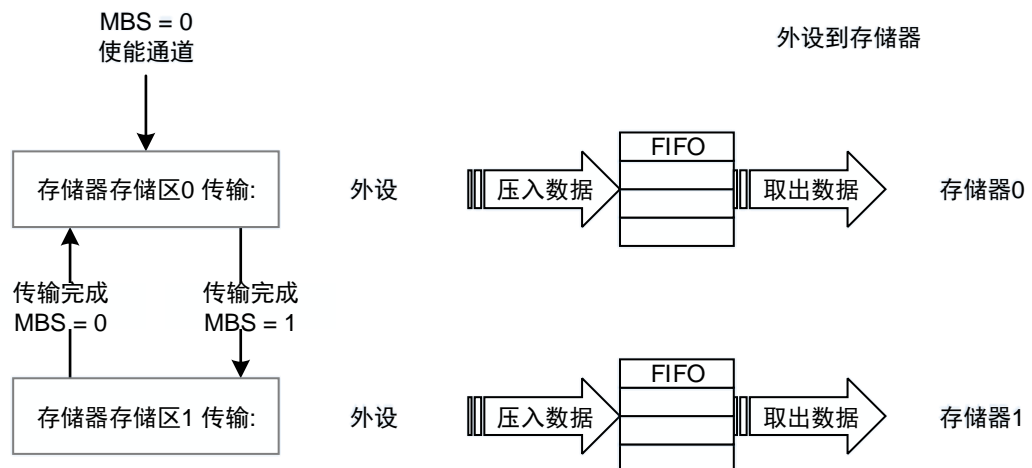 MBS = 0
使能通道
外设到存储器
存储器存储区0 传输:
外设
压入数据
FIFO
取出数据
存储器0
传输完成
MBS = 0
传输完成
MBS = 1
存储器存储区1 传输:
外设
压入数据
FIFO
取出数据
存储器1